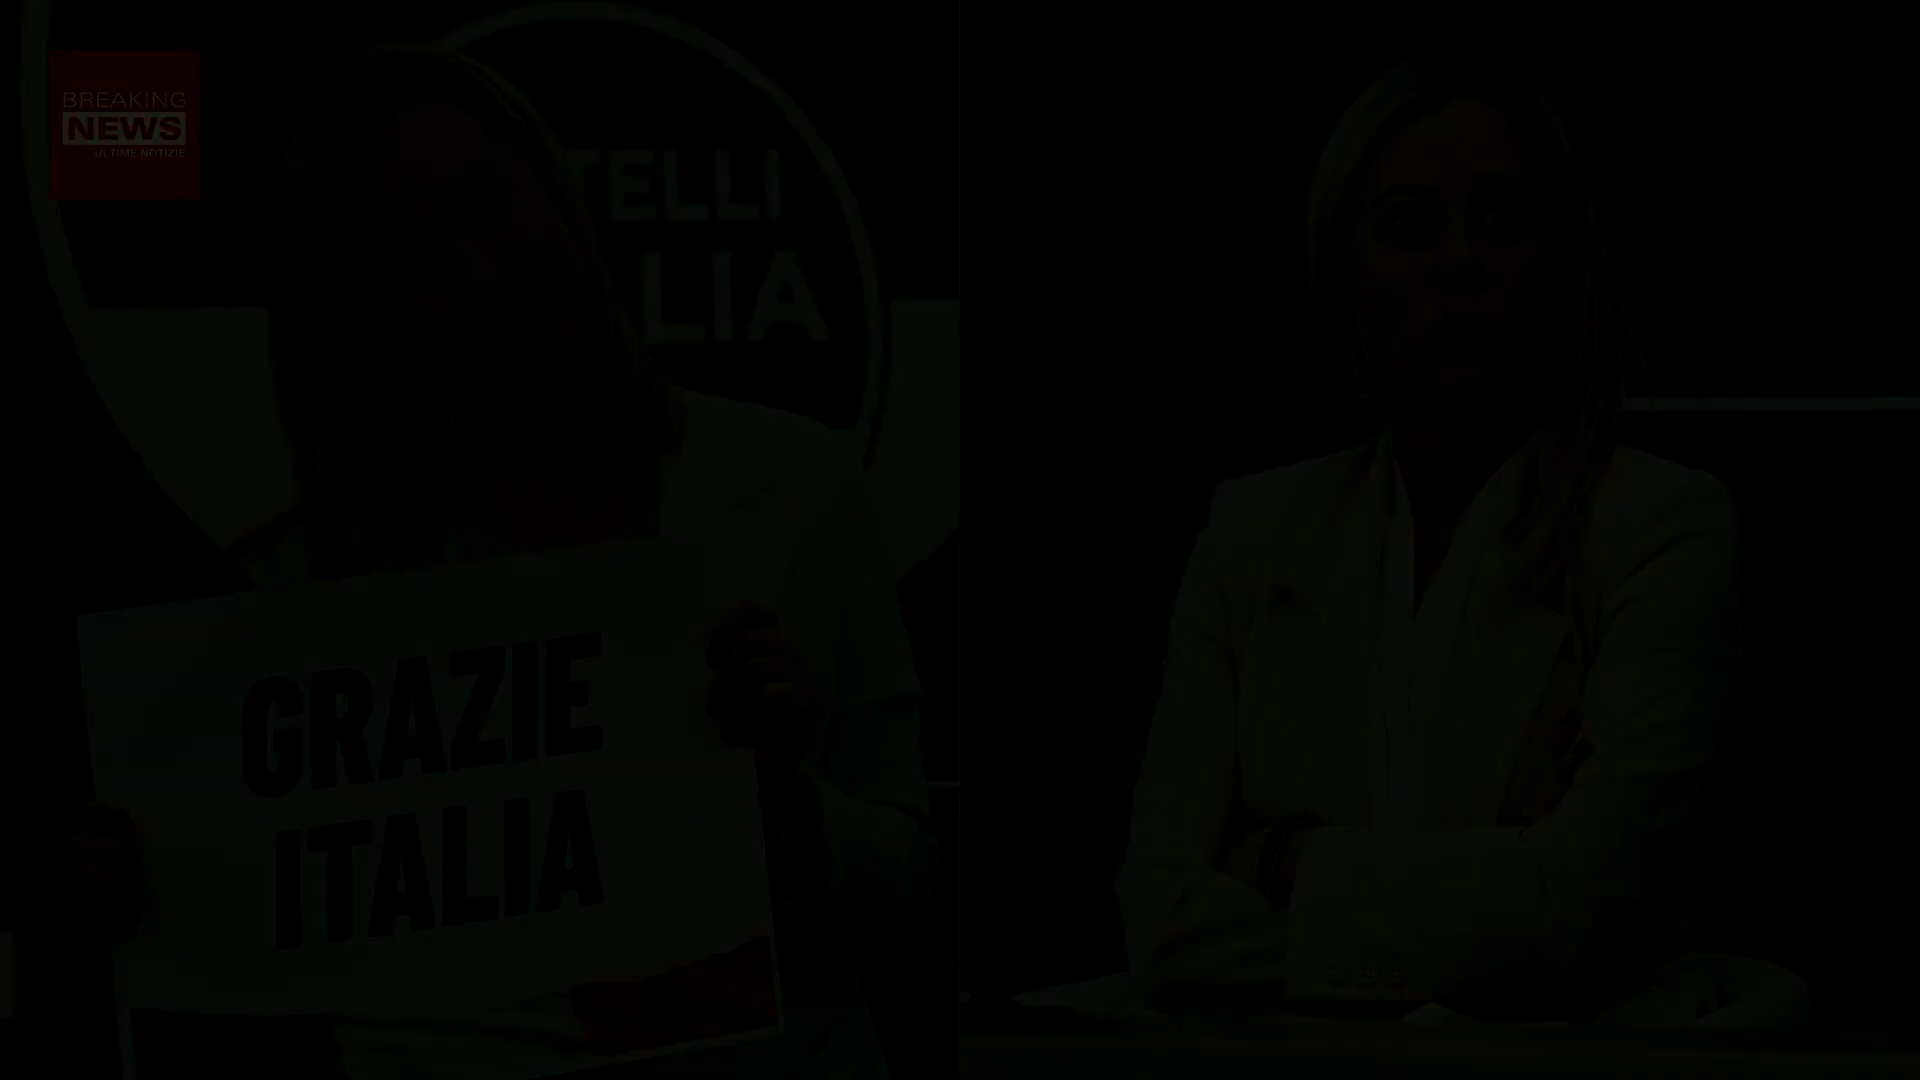 BREAKING
NEWS
ULTIME NOTIZIE
TELLI
LIA
GRAZIE
ITALIA